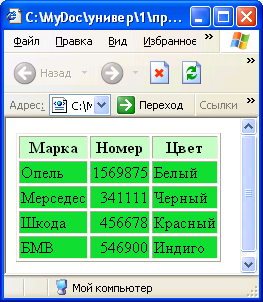 C:\MyDoc\универ\1\пр...
Файл Правка Вид Избранное »
Назад »
Адрес: C:\M Переход Ссылки »
Марка Номер Цвет
Опель 1569875 Белый
Мерседес 341111 Черный
Шкода 456678 Красный
БМВ 546900 Индиго
Мой компьютер